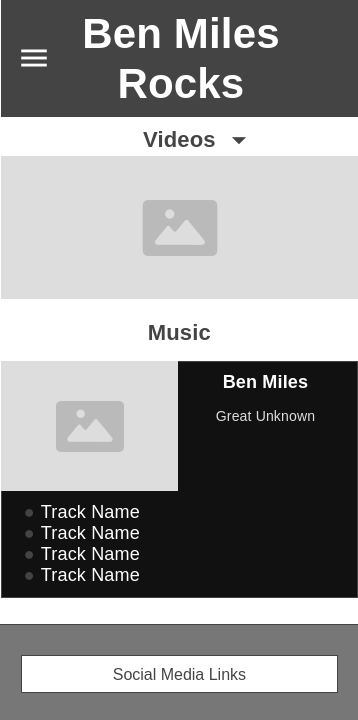 Ben Miles
Rocks
Videos
Music
Ben Miles
Great Unknown
Track Name
Track Name
Track Name
Track Name
Social Media Links